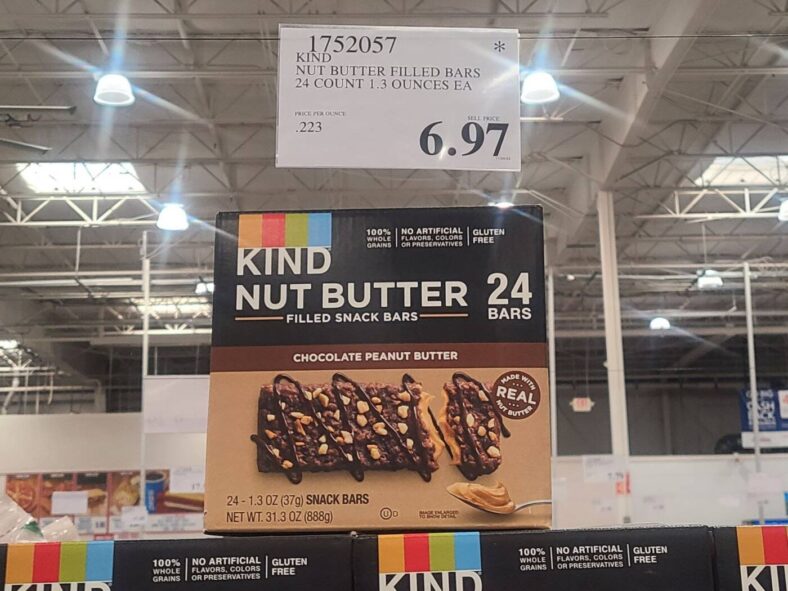 1752057 *
KIND
NUT BUTTER FILLED BARS
24 COUNT 1.3 OUNCES EA
PRICE PER OUNCE
SELL PRICE
.223
6.97
100% WHOLE GRAINS
NO ARTIFICIAL FLAVORS, COLORS OR PRESERVATIVES
GLUTEN FREE
KIND
NUT BUTTER
FILLED SNACK BARS
24 BARS
CHOCOLATE PEANUT BUTTER
MADE WITH
REAL
NUT BUTTER
24 - 1.3 OZ (37g) SNACK BARS
NET WT. 31.3 OZ (888g)
U D
IMAGE ENLARGED
TO SHOW DETAIL
100% WHOLE GRAINS
NO ARTIFICIAL FLAVORS, COLORS OR PRESERVATIVES
GLUTEN FREE
KIND
100% WHOLE GRAINS
NO ARTIFICIAL FLAVORS, COLORS OR PRESERVATIVES
GLUTEN FREE
KIND
KI